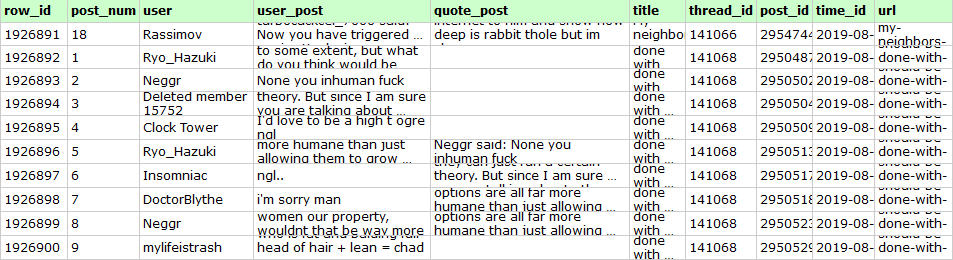 row_id post_num user user_post quote_post title thread_id post_id time_id url
1926891 18 Rassimov Now you have triggered ... deep is rabbit thole but im neighbo 141066 2954744 2019-08- my-neighbors-
1926892 1 Ryo_Hazuki to some extent, but what do you think would be done with 141068 2950487 2019-08- done-with-
1926893 2 Neggr None you inhuman fuck done with 141068 2950502 2019-08- done-with-
1926894 3 Deleted member 15752 theory. But since I am sure you are talking about ... done with 141068 2950504 2019-08- done-with-
1926895 4 Clock Tower I'd love to be a high t ogre ngl done with 141068 2950509 2019-08- done-with-
1926896 5 Ryo_Hazuki more humane than just allowing them to grow ... Neggr said: None you inhuman fuck done with ... 141068 2950513 2019-08- done-with-
1926897 6 Insomniac ngl.. theory. But since I am sure ... done with ... 141068 2950517 2019-08- done-with-
1926898 7 DoctorBlythe i'm sorry man options are all far more humane than just allowing ... done with ... 141068 2950518 2019-08- done-with-
1926899 8 Neggr women our property, wouldnt that be way more options are all far more humane than just allowing ... done with ... 141068 2950523 2019-08- done-with-
1926900 9 mylifeistrash head of hair + lean = chad done with 141068 2950529 2019-08- done-with-